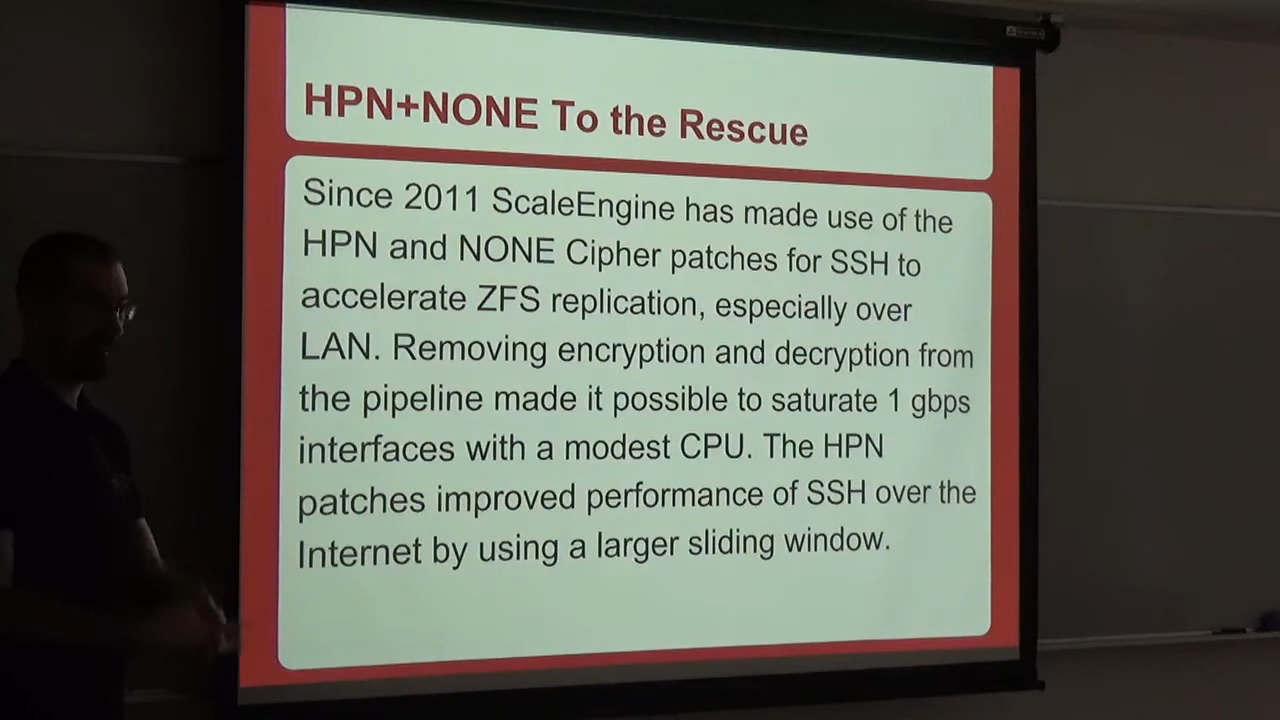 HPN+NONE To the Rescue
Since 2011 ScaleEngine has made use of the
HPN and NONE Cipher patches for SSH to
accelerate ZFS replication, especially over
LAN. Removing encryption and decryption from
the pipeline made it possible to saturate 1 gbps
interfaces with a modest CPU. The HPN
patches improved performance of SSH over the
Internet by using a larger sliding window.